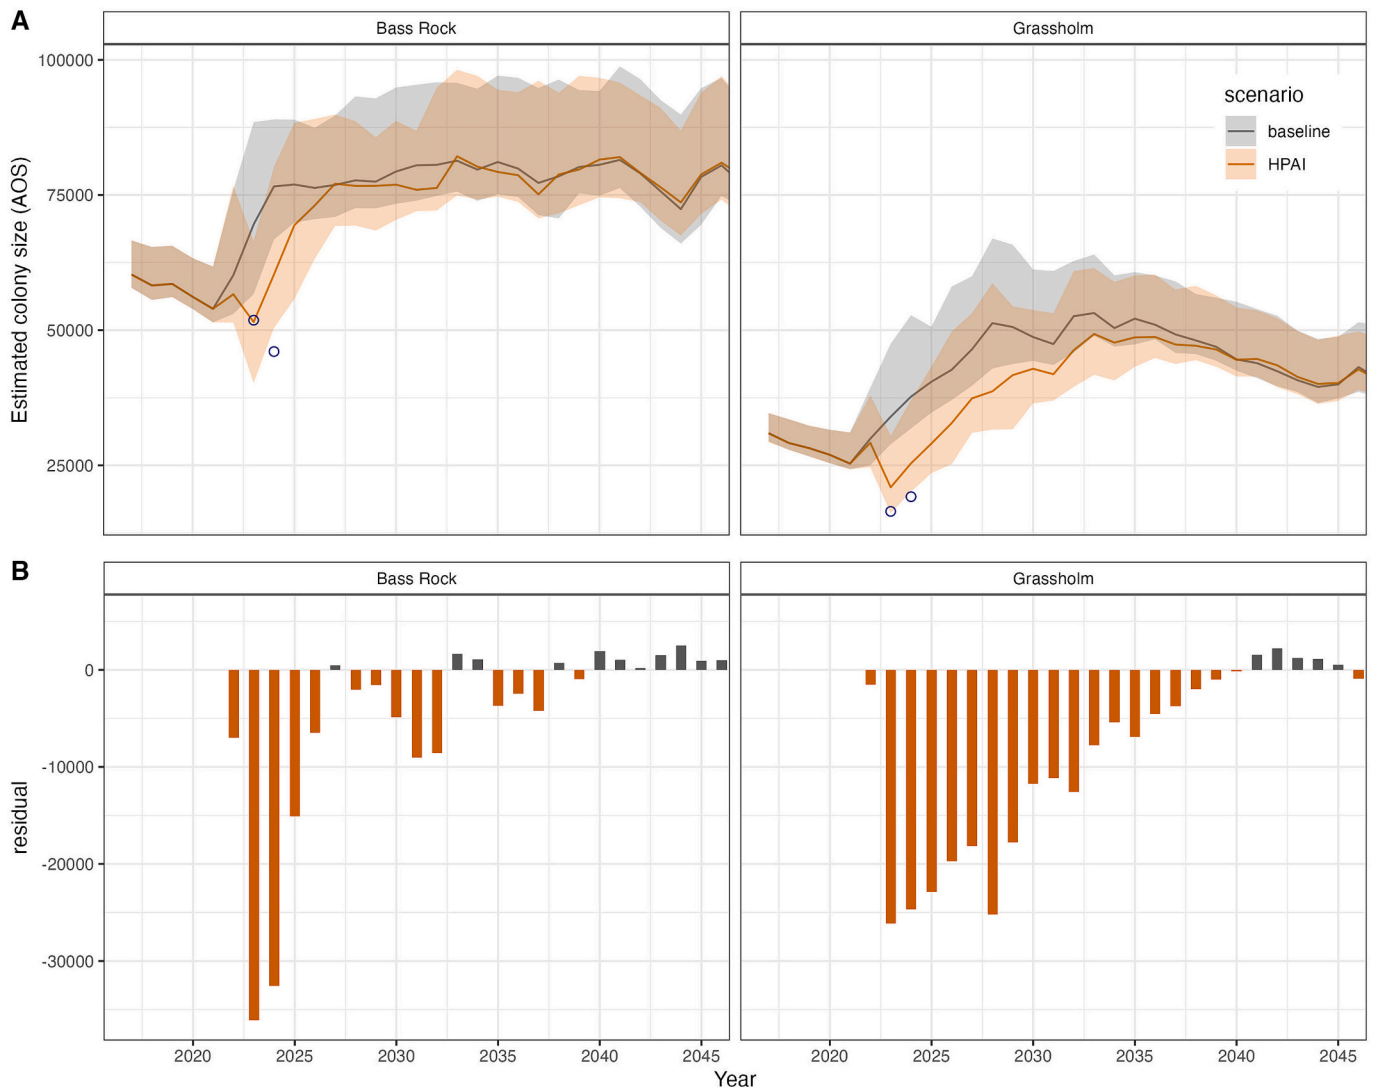 A
Bass Rock
Grassholm
Estimated colony size (AOS)
100000
75000
50000
25000
scenario
baseline
HPAI
B
Bass Rock
Grassholm
residual
0
-10000
-20000
-30000
2020 2025 2030 2035 2040 2045 2020 2025 2030 2035 2040 2045
Year